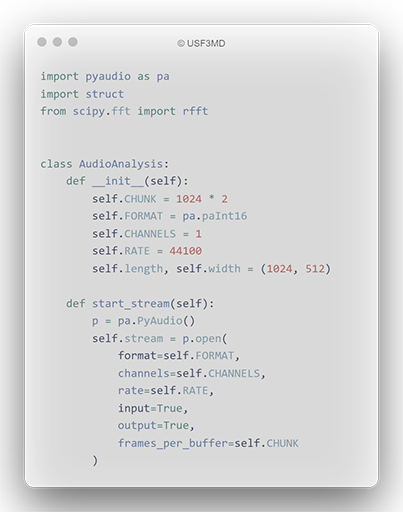 © USF3MD
import pyaudio as pa
import struct
from scipy.fft import rfft
class AudioAnalysis:
    def __init__(self):
        self.CHUNK = 1024 * 2
        self.FORMAT = pa.paInt16
        self.CHANNELS = 1
        self.RATE = 44100
        self.length, self.width = (1024, 512)
    def start_stream(self):
        p = pa.PyAudio()
        self.stream = p.open(
            format=self.FORMAT,
            channels=self.CHANNELS,
            rate=self.RATE,
            input=True,
            output=True,
            frames_per_buffer=self.CHUNK
        )